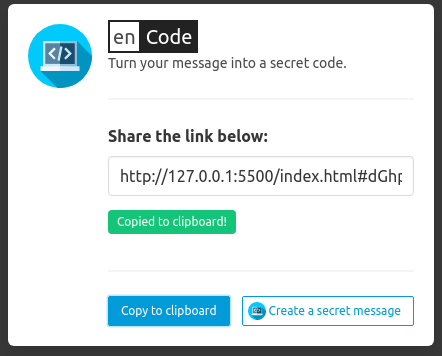 en Code
Turn your message into a secret code.
Share the link below:
http://127.0.0.1:5500/index.html#dGhp
Copied to clipboard!
Copy to clipboard
Create a secret message